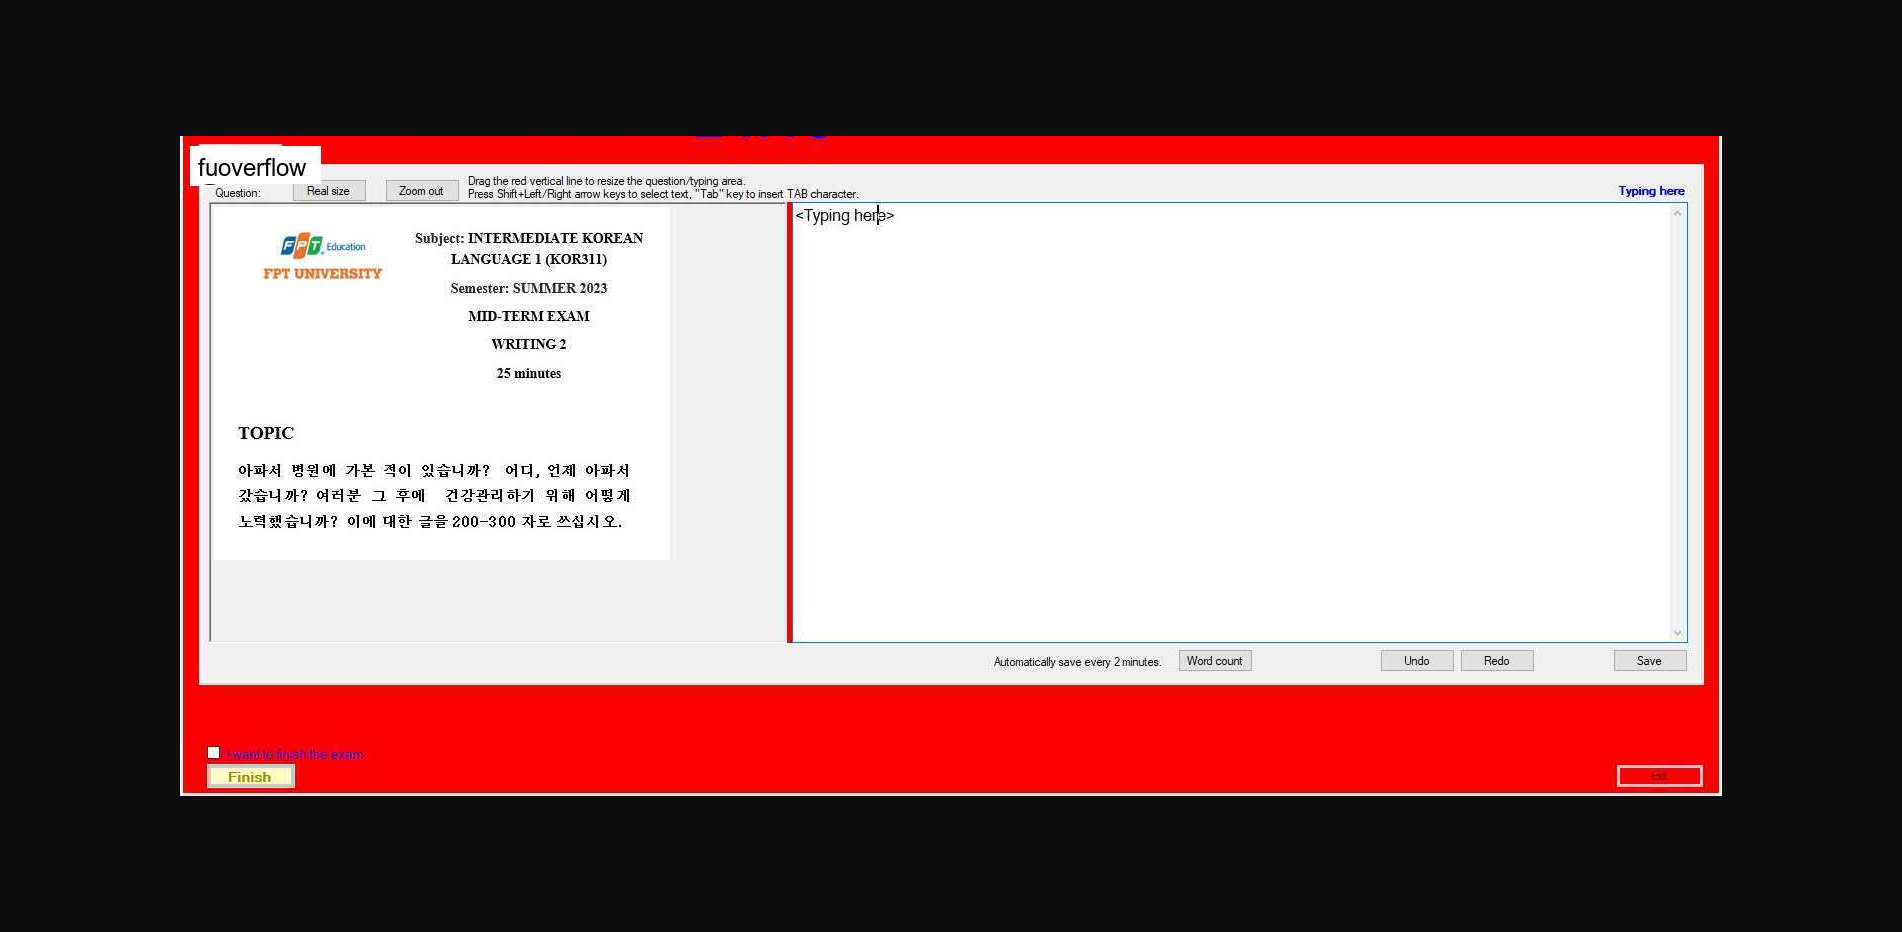 fuoverflow
Question:
Real size
Zoom out
Drag the red vertical line to resize the question/typing area.
Press Shift+Left/Right arrow keys to select text, "Tab" key to insert TAB character.
Typing here
FPT Education
FPT UNIVERSITY
Subject: INTERMEDIATE KOREAN
LANGUAGE 1 (KOR311)
Semester: SUMMER 2023
MID-TERM EXAM
WRITING 2
25 minutes
TOPIC
아파서 병원에 가본 적이 있습니까? 어디, 언제 아파서
갔습니까? 여러분 그 후에 건강관리하기 위해 어떻게
노력했습니까? 이에 대한 글을 200-300 자로 쓰십시오.
<Typing here>
Automatically save every 2 minutes.
Word count
Undo
Redo
Save
I want to finish the exam.
Finish
Exit